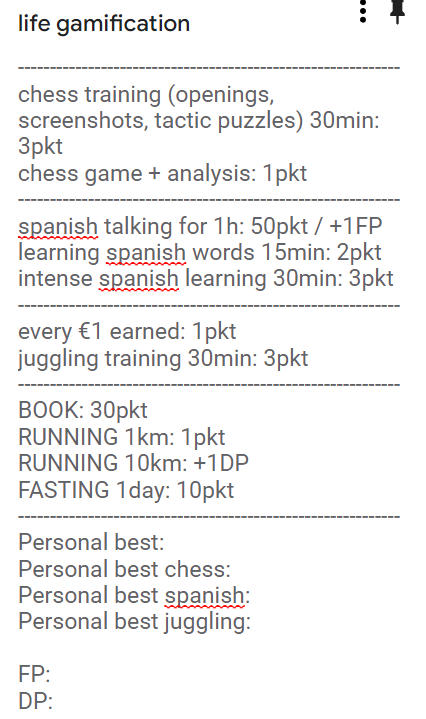 life gamification
---------------------------------------------------------------
chess training (openings,
screenshots, tactic puzzles) 30min:
3pkt
chess game + analysis: 1pkt
---------------------------------------------------------------
spanish talking for 1h: 50pkt / +1FP
learning spanish words 15min: 2pkt
intense spanish learning 30min: 3pkt
---------------------------------------------------------------
every €1 earned: 1pkt
juggling training 30min: 3pkt
---------------------------------------------------------------
BOOK: 30pkt
RUNNING 1km: 1pkt
RUNNING 10km: +1DP
FASTING 1day: 10pkt
---------------------------------------------------------------
Personal best:
Personal best chess:
Personal best spanish:
Personal best juggling:
FP:
DP: